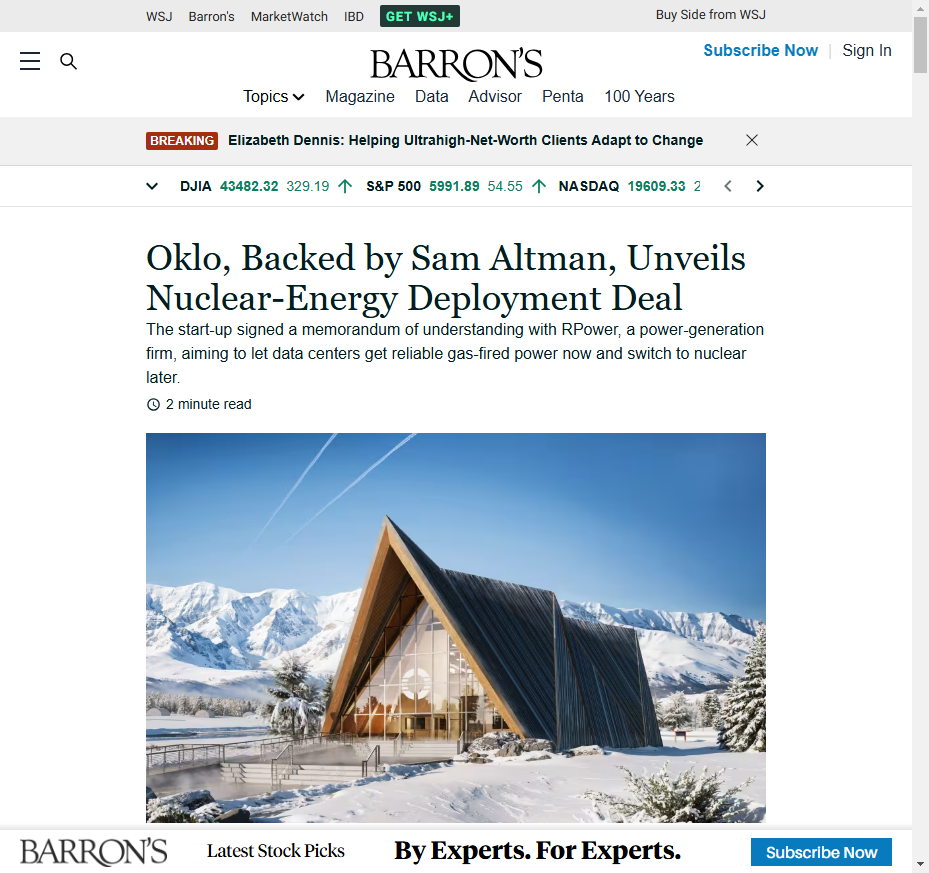 WSJ Barron's MarketWatch IBD GET WSJ+ Buy Side from WSJ
BARRON'S
Subscribe Now Sign In
Topics Magazine Data Advisor Penta 100 Years
BREAKING Elizabeth Dennis: Helping Ultrahigh-Net-Worth Clients Adapt to Change
DJIA 43482.32 329.19 S&P 500 5991.89 54.55 NASDAQ 19609.33 2
Oklo, Backed by Sam Altman, Unveils
Nuclear-Energy Deployment Deal
The start-up signed a memorandum of understanding with RPower, a power-generation
firm, aiming to let data centers get reliable gas-fired power now and switch to nuclear
later.
2 minute read
BARRON'S Latest Stock Picks By Experts. For Experts. Subscribe Now